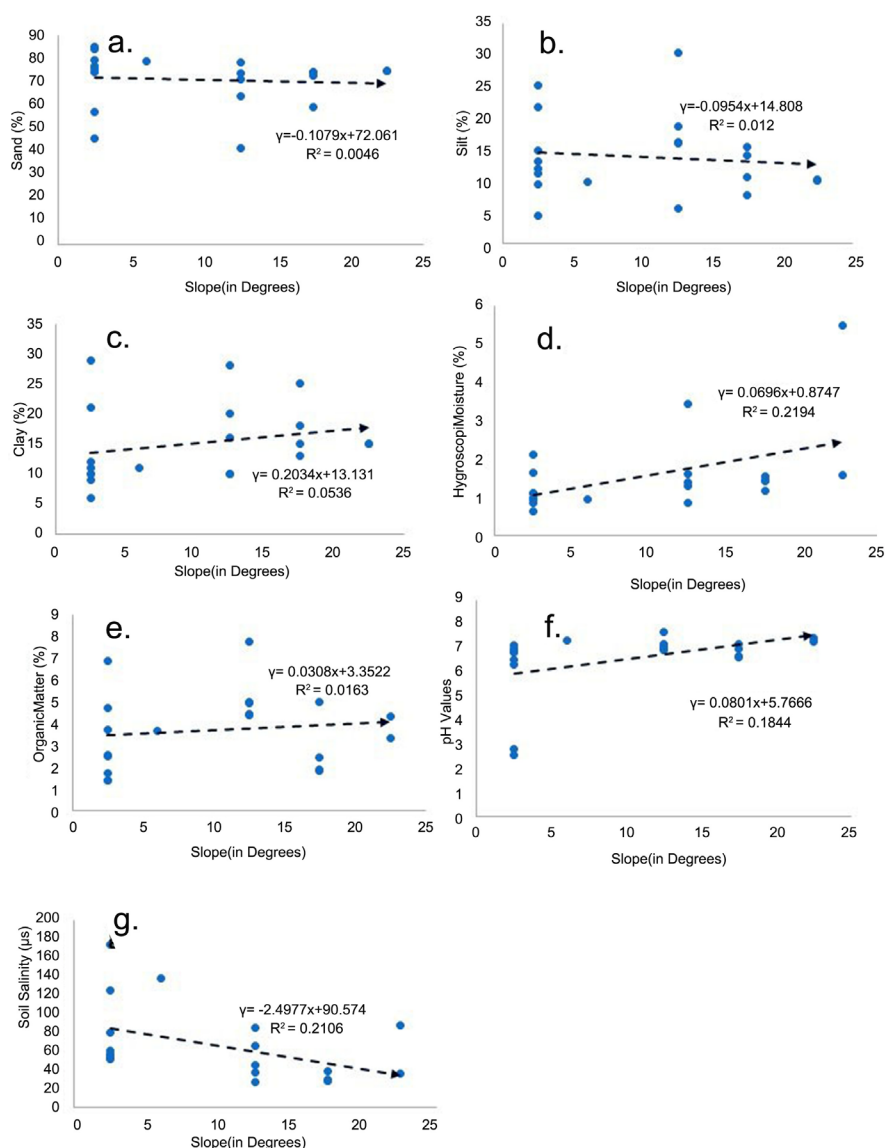 a.
Sand (%)
90
80
70
60
50
40
30
20
10
0
γ=-0.1079x+72.061
R² = 0.0046
0 5 10 15 20 25
Slope(in Degrees)
b.
Silt (%)
35
30
25
20
15
10
5
0
γ=-0.0954x+14.808
R² = 0.012
0 5 10 15 20 25
Slope(in Degrees)
c.
Clay (%)
35
30
25
20
15
10
5
0
γ= 0.2034x+13.131
R² = 0.0536
0 5 10 15 20 25
Slope(in Degrees)
d.
HygroscopiMoisture (%)
6
5
4
3
2
1
0
γ= 0.0696x+0.8747
R² = 0.2194
0 5 10 15 20 25
Slope(in Degrees)
e.
OrganicMatter (%)
9
8
7
6
5
4
3
2
1
0
γ= 0.0308x+3.3522
R² = 0.0163
0 5 10 15 20 25
Slope(in Degrees)
f.
pH Values
9
8
7
6
5
4
3
2
1
0
γ= 0.0801x+5.7666
R² = 0.1844
0 5 10 15 20 25
Slope(in Degrees)
g.
Soil Salinity (µs)
200
180
160
140
120
100
80
60
40
20
0
γ= -2.4977x+90.574
R² = 0.2106
0 5 10 15 20 25
Slope(in Degrees)